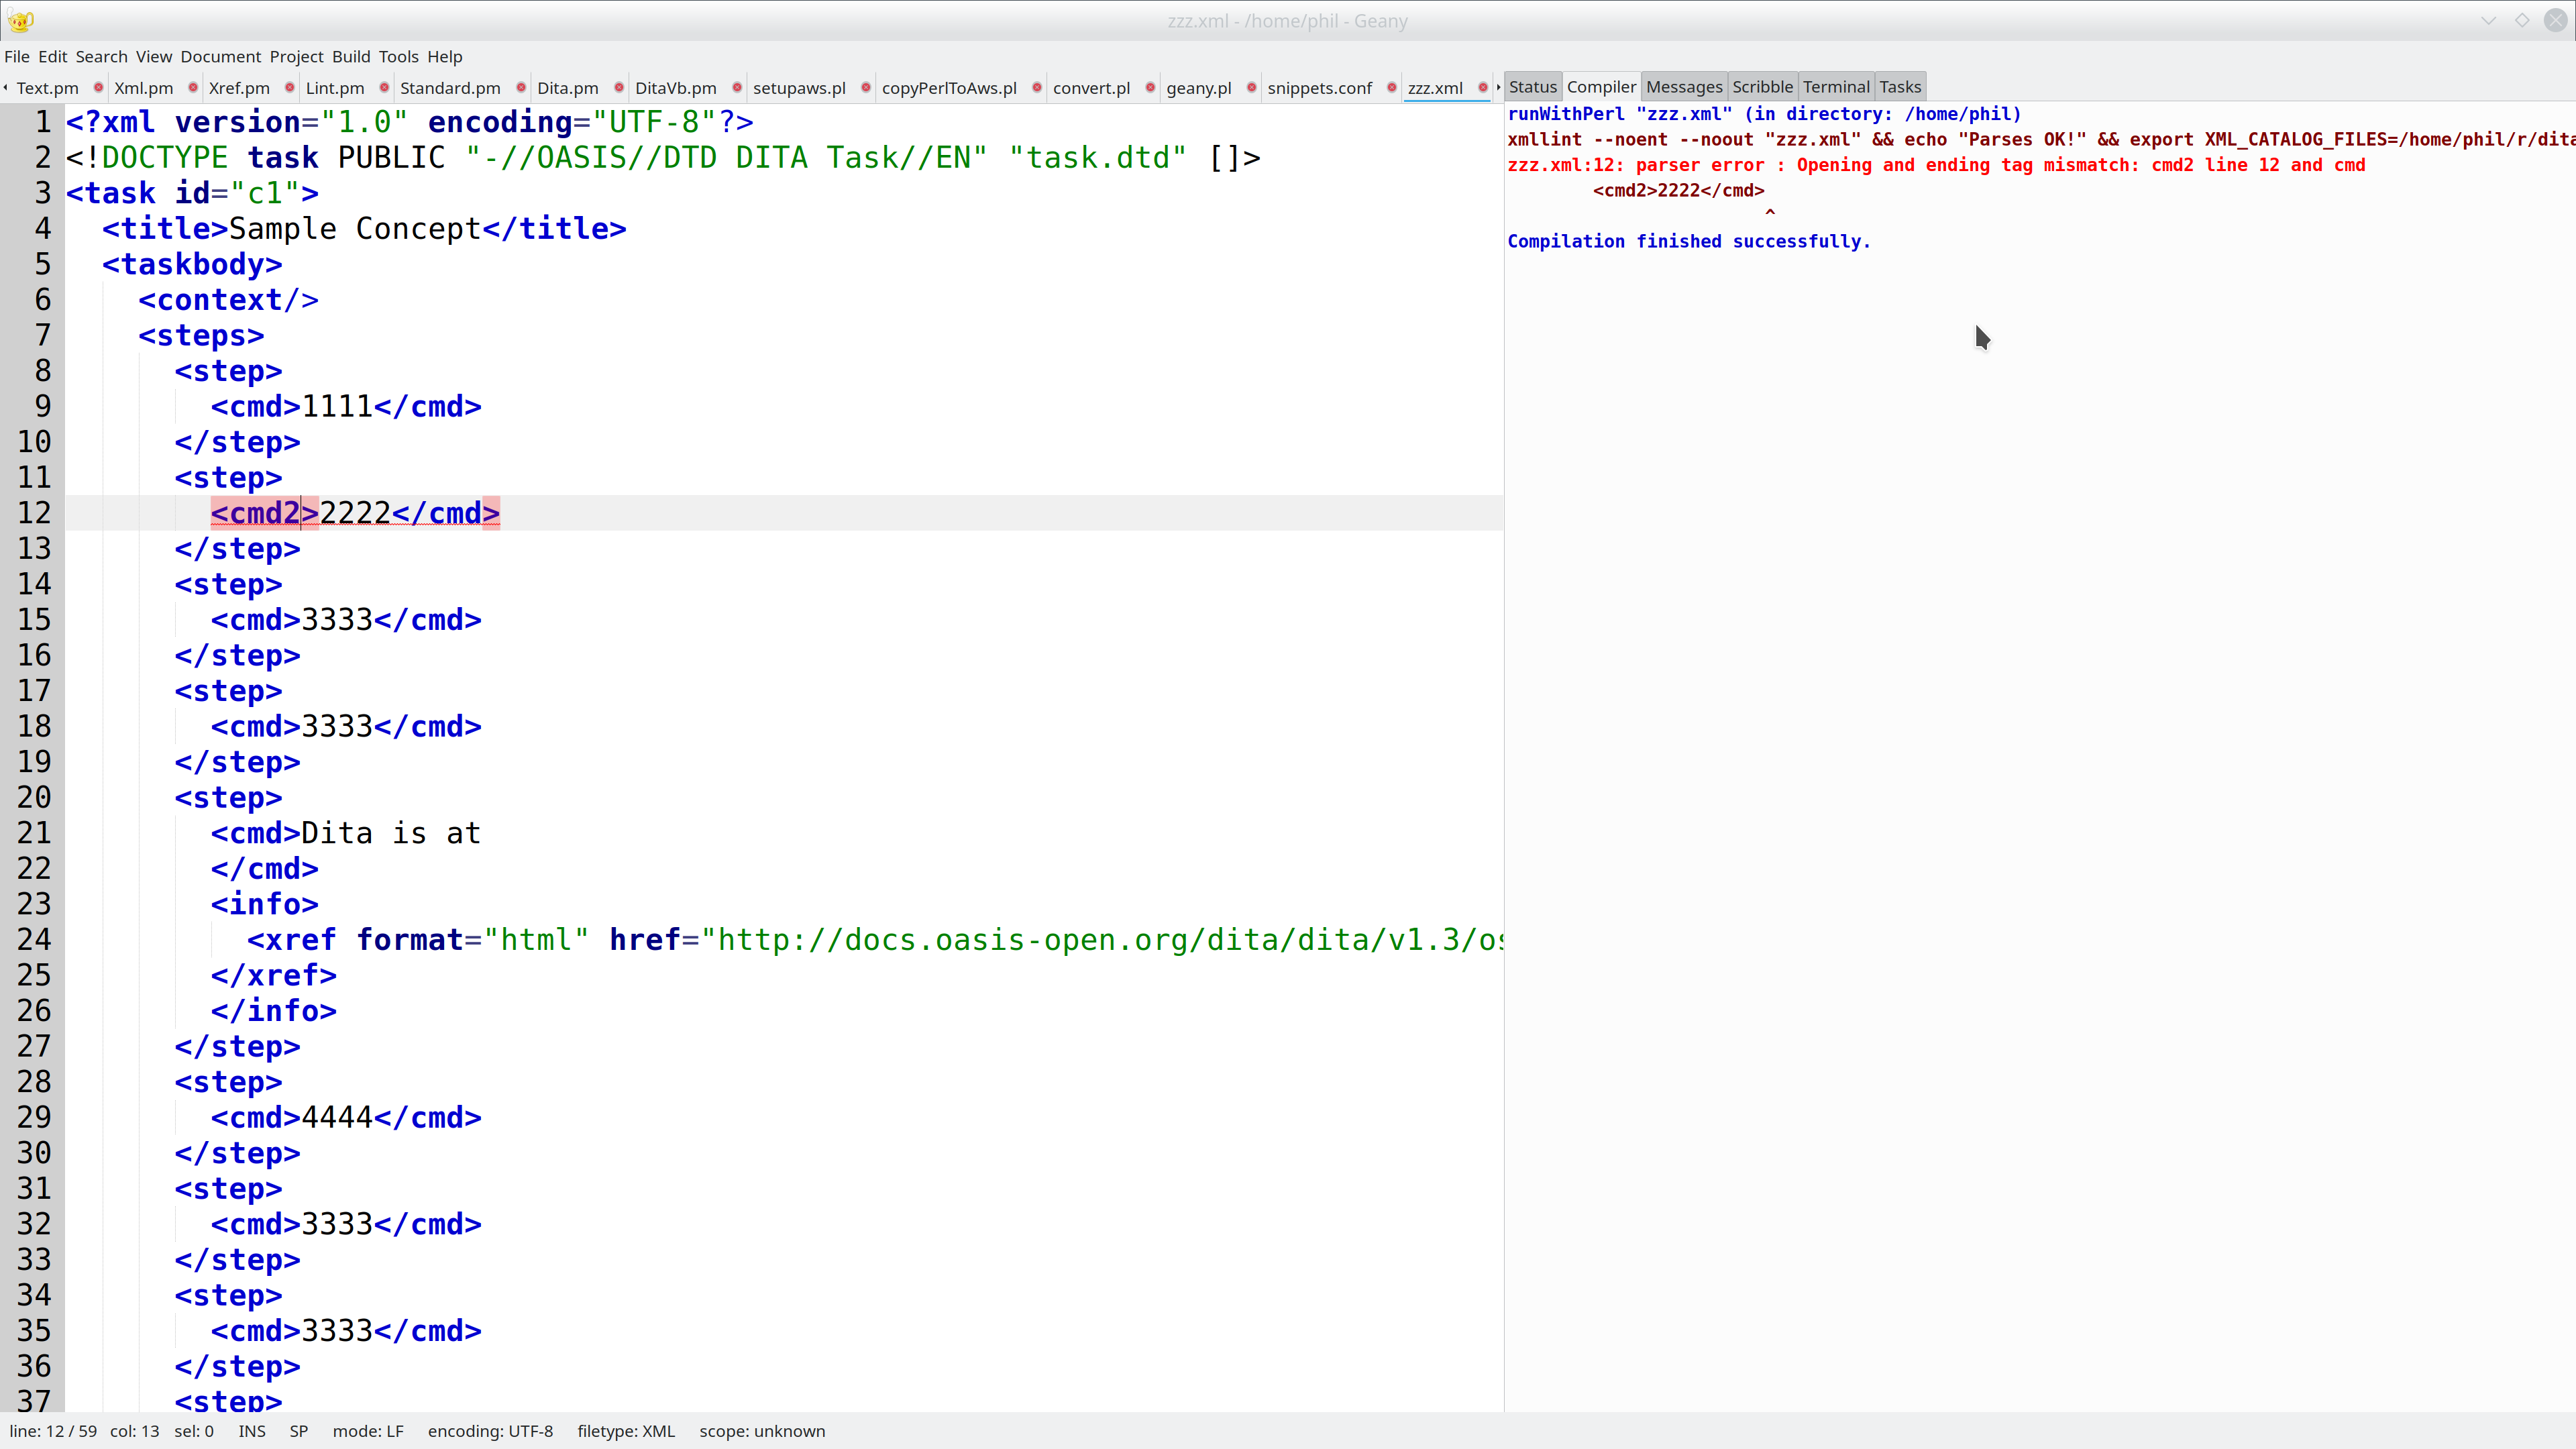 zzz.xml - /home/phil - Geany
File Edit Search View Document Project Build Tools Help
Text.pm Xml.pm Xref.pm Lint.pm Standard.pm Dita.pm DitaVb.pm setupaws.pl copyPerlToAws.pl convert.pl geany.pl snippets.conf zzz.xml
1 <?xml version="1.0" encoding="UTF-8"?>
2 <!DOCTYPE task PUBLIC "-//OASIS//DTD DITA Task//EN" "task.dtd" []>
3 <task id="c1">
4 <title>Sample Concept</title>
5 <taskbody>
6 <context/>
7 <steps>
8 <step>
9 <cmd>1111</cmd>
10 </step>
11 <step>
12 <cmd2>2222</cmd>
13 </step>
14 <step>
15 <cmd>3333</cmd>
16 </step>
17 <step>
18 <cmd>3333</cmd>
19 </step>
20 <step>
21 <cmd>Dita is at
22 </cmd>
23 <info>
24 <xref format="html" href="http://docs.oasis-open.org/dita/dita/v1.3/os
25 </xref>
26 </info>
27 </step>
28 <step>
29 <cmd>4444</cmd>
30 </step>
31 <step>
32 <cmd>3333</cmd>
33 </step>
34 <step>
35 <cmd>3333</cmd>
36 </step>
37 <step>
Status Compiler Messages Scribble Terminal Tasks
runWithPerl "zzz.xml" (in directory: /home/phil)
xmllint --noent --noout "zzz.xml" && echo "Parses OK!" && export XML_CATALOG_FILES=/home/phil/r/dita
zzz.xml:12: parser error : Opening and ending tag mismatch: cmd2 line 12 and cmd
<cmd2>2222</cmd>
^
Compilation finished successfully.
line: 12 / 59 col: 13 sel: 0 INS SP mode: LF encoding: UTF-8 filetype: XML scope: unknown